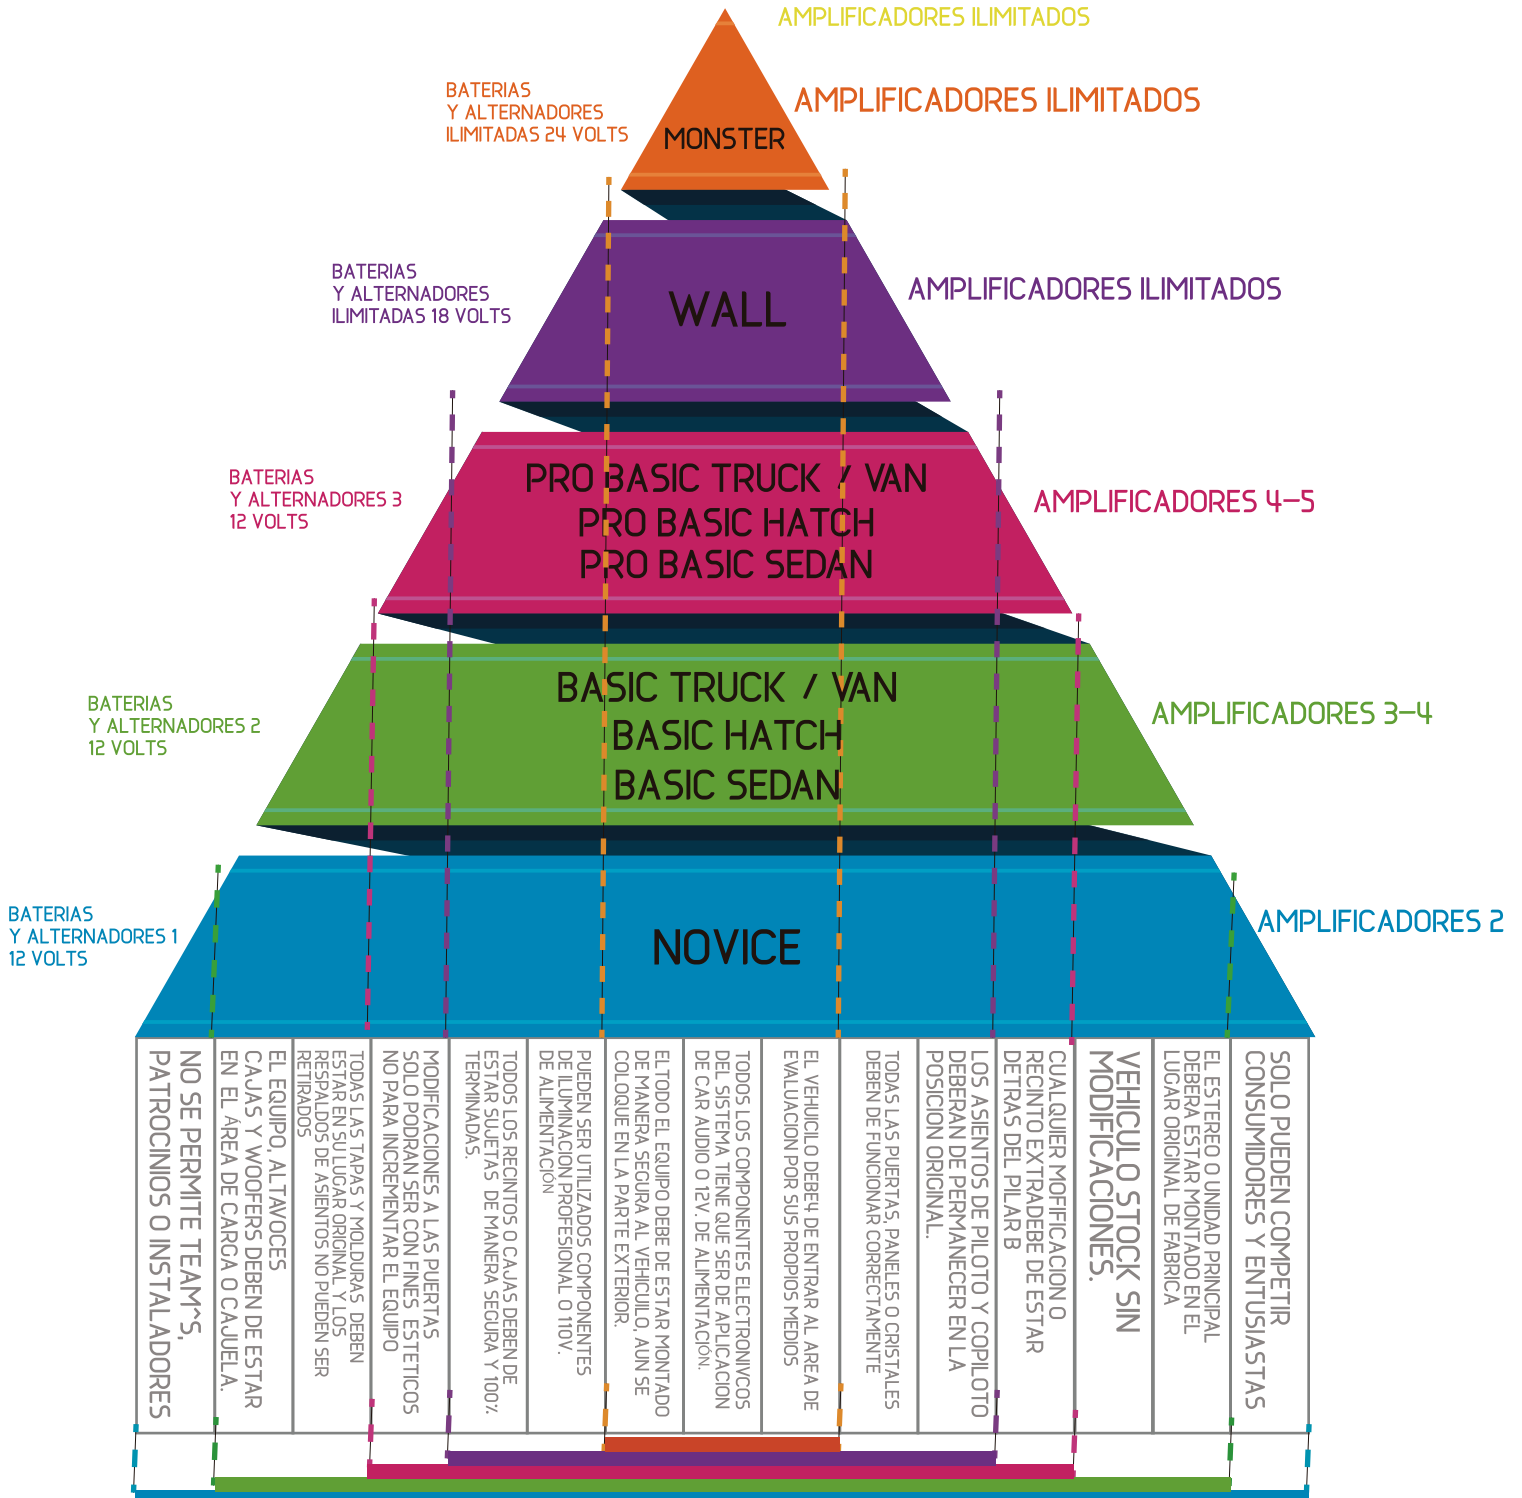 AMPLIFICADORES ILIMITADOS
BATERIAS
Y ALTERNADORES
ILIMITADAS 24 VOLTS
AMPLIFICADORES ILIMITADOS
MONSTER
BATERIAS
Y ALTERNADORES
ILIMITADAS 18 VOLTS
WALL
AMPLIFICADORES ILIMITADOS
BATERIAS
Y ALTERNADORES 3
12 VOLTS
PRO BASIC TRUCK / VAN
PRO BASIC HATCH
PRO BASIC SEDAN
AMPLIFICADORES 4-5
BATERIAS
Y ALTERNADORES 2
12 VOLTS
BASIC TRUCK / VAN
BASIC HATCH
BASIC SEDAN
AMPLIFICADORES 3-4
BATERIAS
Y ALTERNADORES 1
12 VOLTS
NOVICE
AMPLIFICADORES 2
NO SE PERMITE TEAM^S,
PATROCINIOS O INSTALADORES
EL EQUIPO, ALTAVOCES
CAJAS Y WOOFERS DEBEN DE ESTAR
EN EL ÁREA DE CARGA O CAJUELA.
TODAS LAS TAPAS Y MOLDURAS DEBEN
ESTAR EN SU LUGAR ORIGINAL Y LOS
RESPALDOS DE ASIENTOS NO PUEDEN SER
RETIRADOS
MODIFICACIONES A LAS PUERTAS
SOLO PODRAN SER CON FINES ESTETICOS
NO PARA INCREMENTAR EL EQUIPO
TODOS LOS RECINTOS O CAJAS DEBEN DE
ESTAR SUJETAS DE MANERA SEGURA Y 100%
TERMINADAS.
PUEDEN SER UTILIZADOS COMPONENTES
DE ILUMINACION PROFESIONAL O 110V.
DE ALIMENTACIÓN
EL TODO EL EQUIPO DEBE DE ESTAR MONTADO
DE MANERA SEGURA AL VEHICUILO, AUN SE
COLOQUE EN LA PARTE EXTERIOR.
TODOS LOS COMPONENTES ELECTRONIVCOS
DEL SISTEMA TIENE QUE SER DE APLICACION
DE CAR AUDIO O 12V. DE ALIMENTACIÓN.
EL VEHUICILO DEBE4 DE ENTRAR AL AREA DE
EVALUACION POR SUS PROPIOS MEDIOS
TODAS LAS PUERTAS, PANELES O CRISTALES
DEBEN DE FUNCIONAR CORRECTAMENTE
LOS ASIENTOS DE PILOTO Y COPILOTO
DEBERAN DE PERMANECER EN LA
POSICION ORIGINAL.
CUALQUIER MOFIFICACION O
RECINTO EXTRADEBE DE ESTAR
DETRAS DEL PILAR B
VEHICULO STOCK SIN
MODIFICACIONES.
EL ESTEREO O UNIDAD PRINCIPAL
DEBERA ESTAR MONTADO EN EL
LUGAR ORIGINAL DE FABRICA
SOLO PUEDEN COMPETIR
CONSUMIDORES Y ENTUSIASTAS